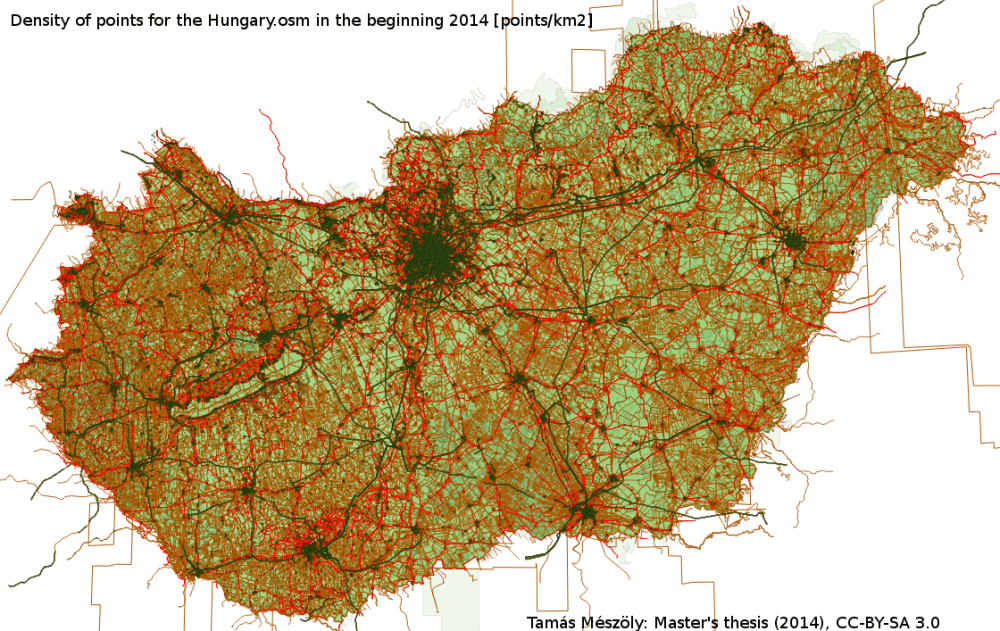 Density of points for the Hungary.osm in the beginning 2014 [points/km2]
Tamás Mészöly: Master's thesis (2014), CC-BY-SA 3.0